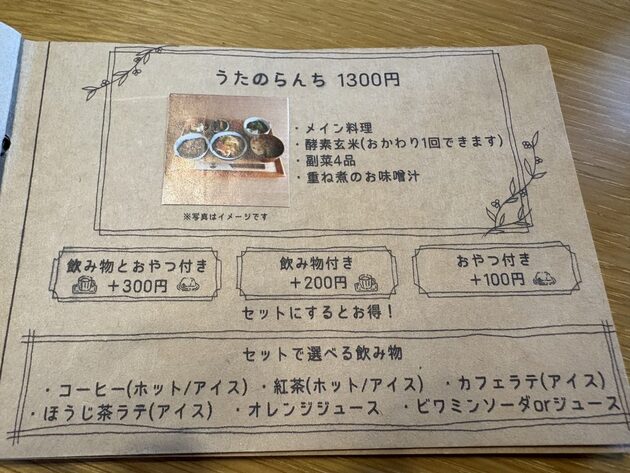 うたのらんち 1300円
・メイン料理
・酵素玄米(おかわり1回できます)
・副菜4品
・重ね煮のお味噌汁
※写真はイメージです
飲み物とおやつ付き
+300円
飲み物付き
+200円
おやつ付き
+100円
セットにするとお得！
セットで選べる飲み物
・コーヒー(ホット/アイス) ・紅茶(ホット/アイス) ・カフェラテ(アイス)
・ほうじ茶ラテ(アイス) ・オレンジジュース ・ビワミンソーダorジュース